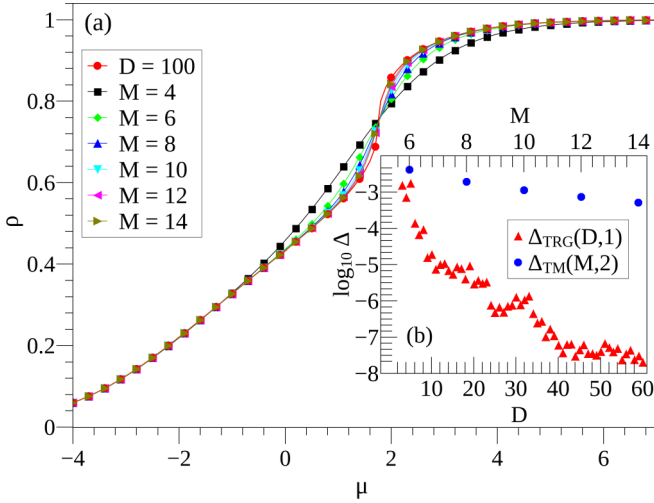 (a)
D = 100
M = 4
M = 6
M = 8
M = 10
M = 12
M = 14
ρ
1
0.8
0.6
0.4
0.2
0
−4
−2
0
2
4
6
μ
M
6
8
10
12
14
−3
−4
−5
−6
−7
−8
log₁₀ Δ
Δ_TRG(D,1)
Δ_TM(M,2)
(b)
10
20
30
40
50
60
D